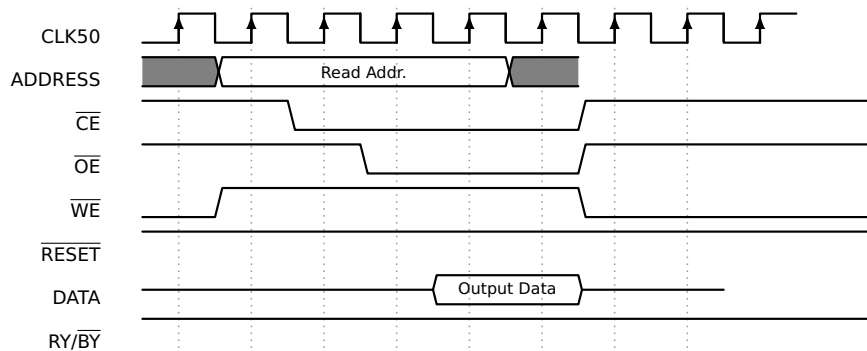 CLK50
ADDRESS
Read Addr.
CE
OE
WE
RESET
DATA
Output Data
RY/BY